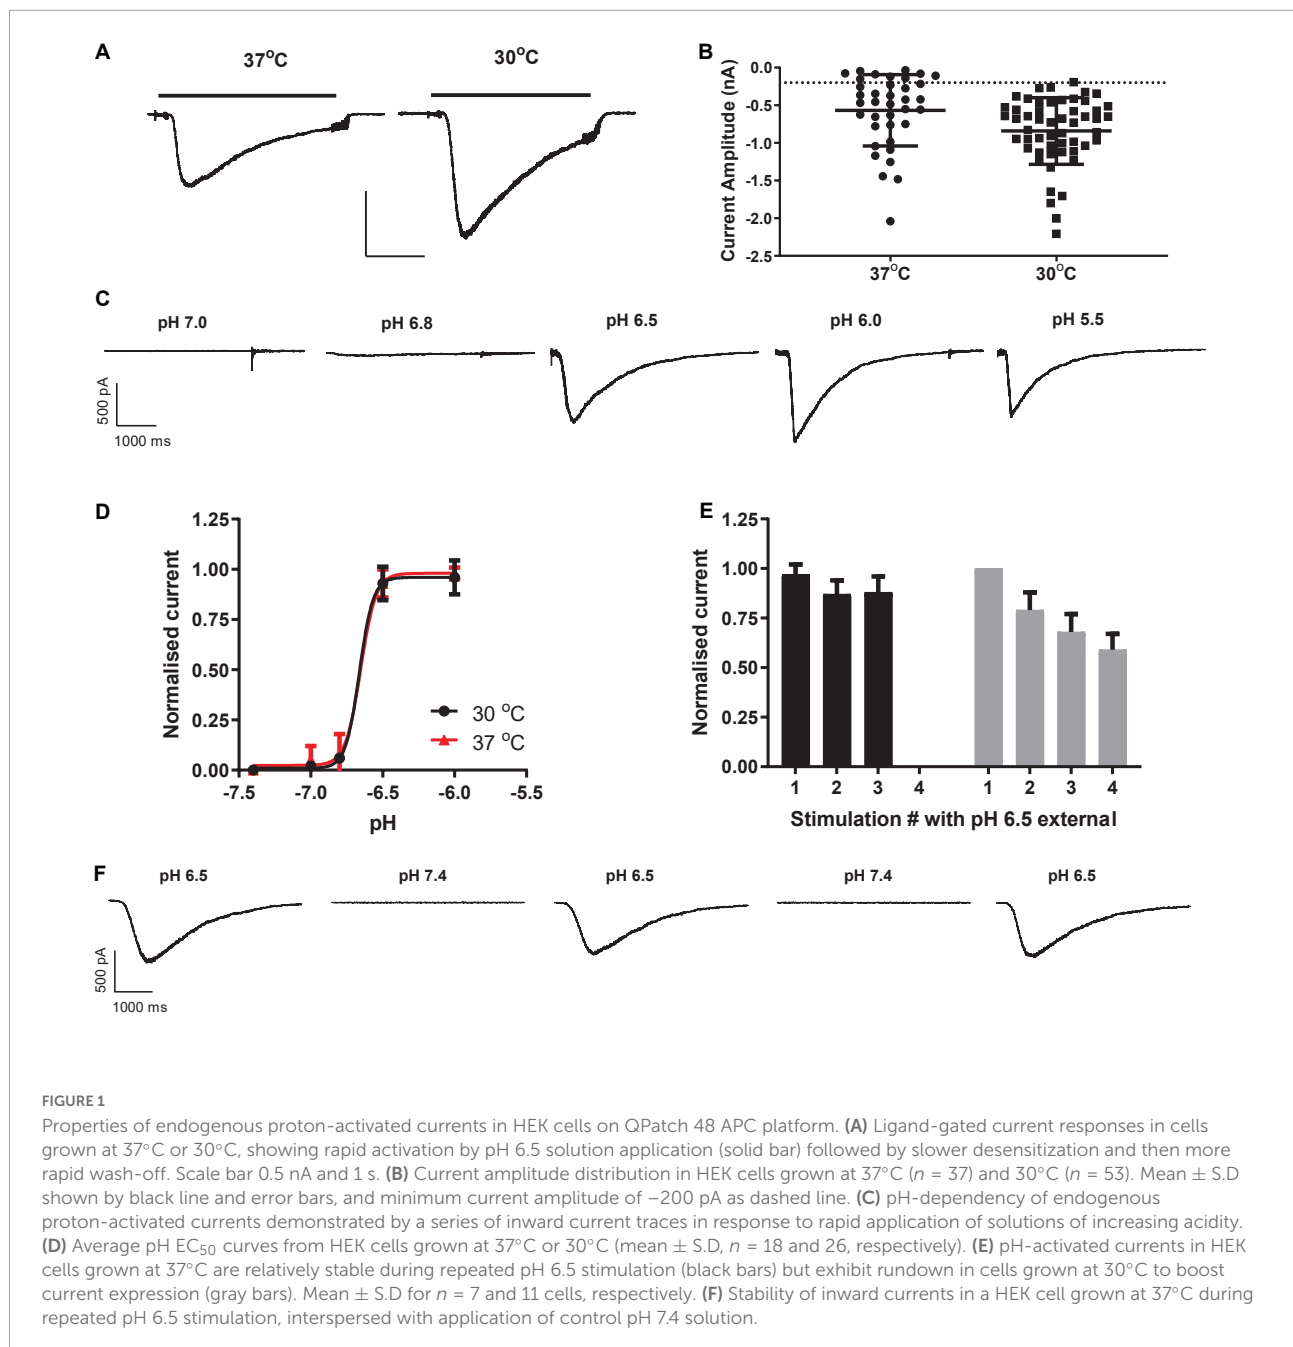 A
37°C
30°C
B
Current Amplitude (nA)
0.0
-0.5
-1.0
-1.5
-2.0
-2.5
37°C
30°C
C
pH 7.0
pH 6.8
pH 6.5
pH 6.0
pH 5.5
500 pA
1000 ms
D
Normalised current
1.25
1.00
0.75
0.50
0.25
0.00
-7.5
-7.0
-6.5
-6.0
-5.5
pH
30 °C
37 °C
E
Normalised current
1.25
1.00
0.75
0.50
0.25
0.00
1 2 3 4 1 2 3 4
Stimulation # with pH 6.5 external
F
pH 6.5
pH 7.4
pH 6.5
pH 7.4
pH 6.5
500 pA
1000 ms
FIGURE 1
Properties of endogenous proton-activated currents in HEK cells on QPatch 48 APC platform. (A) Ligand-gated current responses in cells
grown at 37°C or 30°C, showing rapid activation by pH 6.5 solution application (solid bar) followed by slower desensitization and then more
rapid wash-off. Scale bar 0.5 nA and 1 s. (B) Current amplitude distribution in HEK cells grown at 37°C (n = 37) and 30°C (n = 53). Mean ± S.D
shown by black line and error bars, and minimum current amplitude of −200 pA as dashed line. (C) pH-dependency of endogenous
proton-activated currents demonstrated by a series of inward current traces in response to rapid application of solutions of increasing acidity.
(D) Average pH EC50 curves from HEK cells grown at 37°C or 30°C (mean ± S.D, n = 18 and 26, respectively). (E) pH-activated currents in HEK
cells grown at 37°C are relatively stable during repeated pH 6.5 stimulation (black bars) but exhibit rundown in cells grown at 30°C to boost
current expression (gray bars). Mean ± S.D for n = 7 and 11 cells, respectively. (F) Stability of inward currents in a HEK cell grown at 37°C during
repeated pH 6.5 stimulation, interspersed with application of control pH 7.4 solution.